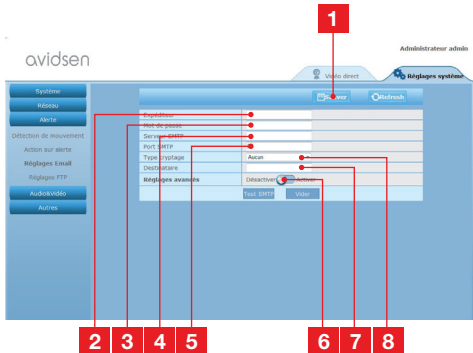 1
Administrateur admin
avidsen
Vidéo direct
Réglages système
Système
Réseau
Alerte
Détection de mouvement
Action sur alerte
Réglages Email
Réglages FTP
Audio&Vidéo
Autres
Refresh
Expéditeur
Mot de passe
Serveur SMTP
Port SMTP
Type cryptage Aucun
Destinataire
Réglages avancés Désactiver Activer
Test SMTP Vider
2 3 4 5 6 7 8